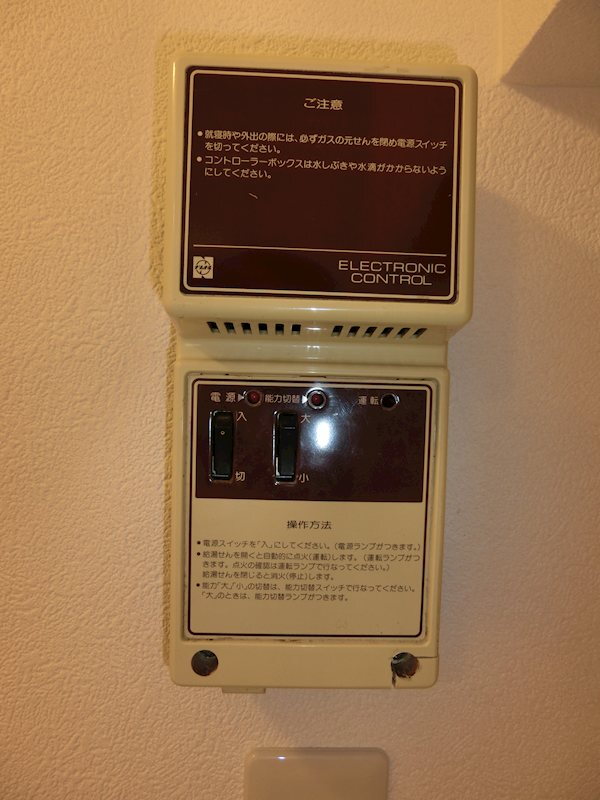 ご注意
●就寝時や外出の際には、必ずガスの元せんを閉め電源スイッチ
を切ってください。
●コントローラーボックスは水しぶきや水滴がかからないよう
にしてください。
ELECTRONIC
CONTROL
電源▶ 能力切替▶ 運転
入 大
切 小
操作方法
●電源スイッチを「入」にしてください。(電源ランプがつきます。)
●給湯せんを開くと自動的に点火(運転)します。(運転ランプがつ
きます。点火の確認は運転ランプで行なってください。)
給湯せんを閉じると消火(停止)します。
●能力「大」「小」の切替は、能力切替スイッチで行なってください。
「大」のときは、能力切替ランプがつきます。